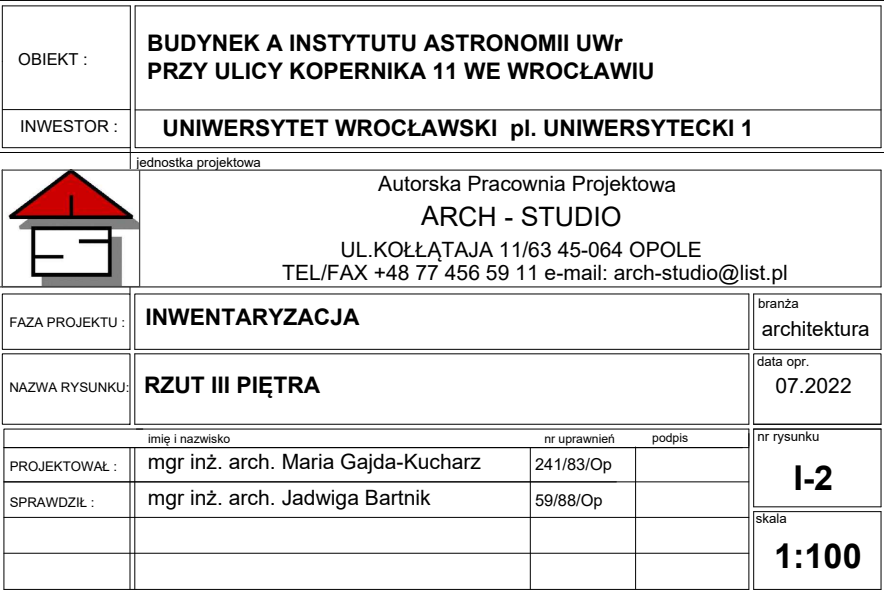 OBIEKT :
BUDYNEK A INSTYTUTU ASTRONOMII UWr
PRZY ULICY KOPERNIKA 11 WE WROCŁAWIU
INWESTOR :
UNIWERSYTET WROCŁAWSKI pl. UNIWERSYTECKI 1
jednostka projektowa
Autorska Pracownia Projektowa
ARCH - STUDIO
UL.KOŁŁĄTAJA 11/63 45-064 OPOLE
TEL/FAX +48 77 456 59 11 e-mail: arch-studio@list.pl
FAZA PROJEKTU :
INWENTARYZACJA
branża
architektura
NAZWA RYSUNKU:
RZUT III PIĘTRA
data opr.
07.2022
imię i nazwisko
nr uprawnień
podpis
nr rysunku
I-2
PROJEKTOWAŁ :
mgr inż. arch. Maria Gajda-Kucharz
241/83/Op
SPRAWDZIŁ :
mgr inż. arch. Jadwiga Bartnik
59/88/Op
skala
1:100